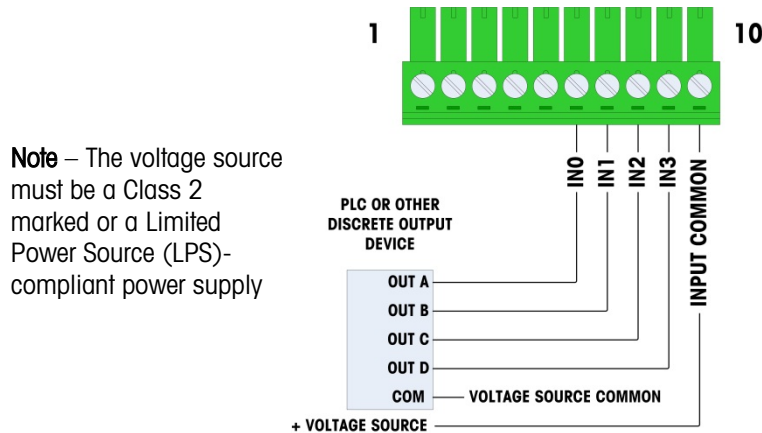 1
10
Note – The voltage source
must be a Class 2
marked or a Limited
Power Source (LPS)-
compliant power supply
IN0
IN1
IN2
IN3
INPUT COMMON
PLC OR OTHER
DISCRETE OUTPUT
DEVICE
OUT A
OUT B
OUT C
OUT D
COM
VOLTAGE SOURCE COMMON
+ VOLTAGE SOURCE